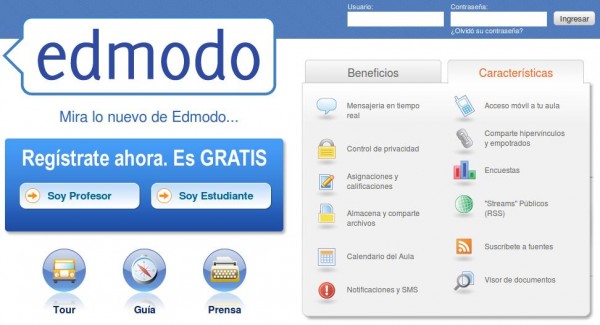 Usuario:
Contraseña:
Ingresar
¿Olvidó su contraseña?
edmodo
Mira lo nuevo de Edmodo...
Regístrate ahora. Es GRATIS
Soy Profesor
Soy Estudiante
Tour
Guía
Prensa
Beneficios
Características
Mensajería en tiempo
real
Control de privacidad
Asignaciones y
calificaciones
Almacena y comparte
archivos
Calendario del Aula
Notificaciones y SMS
Acceso móvil a tu aula
Comparte hipervínculos
y empotrados
Encuestas
"Streams" Públicos
(RSS)
Suscribete a fuentes
Visor de documentos